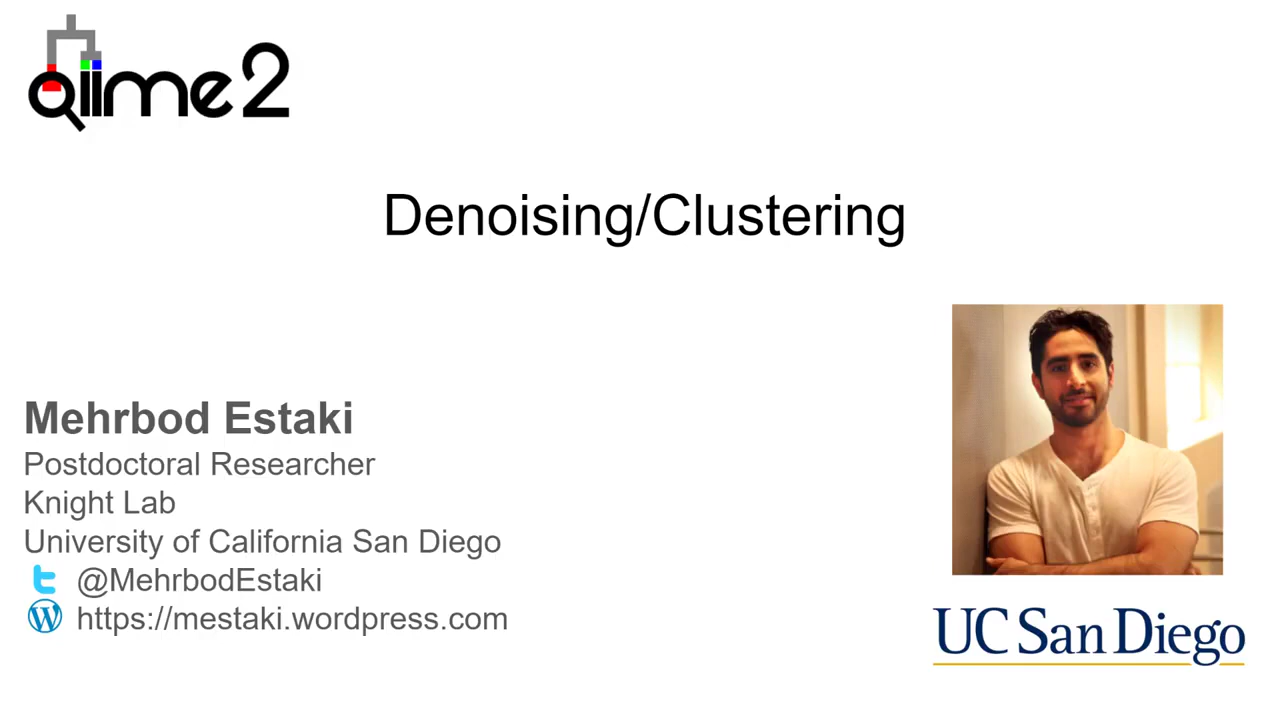 qiime2
Denoising/Clustering
Mehrbod Estaki
Postdoctoral Researcher
Knight Lab
University of California San Diego
@MehrbodEstaki
https://mestaki.wordpress.com
UC San Diego